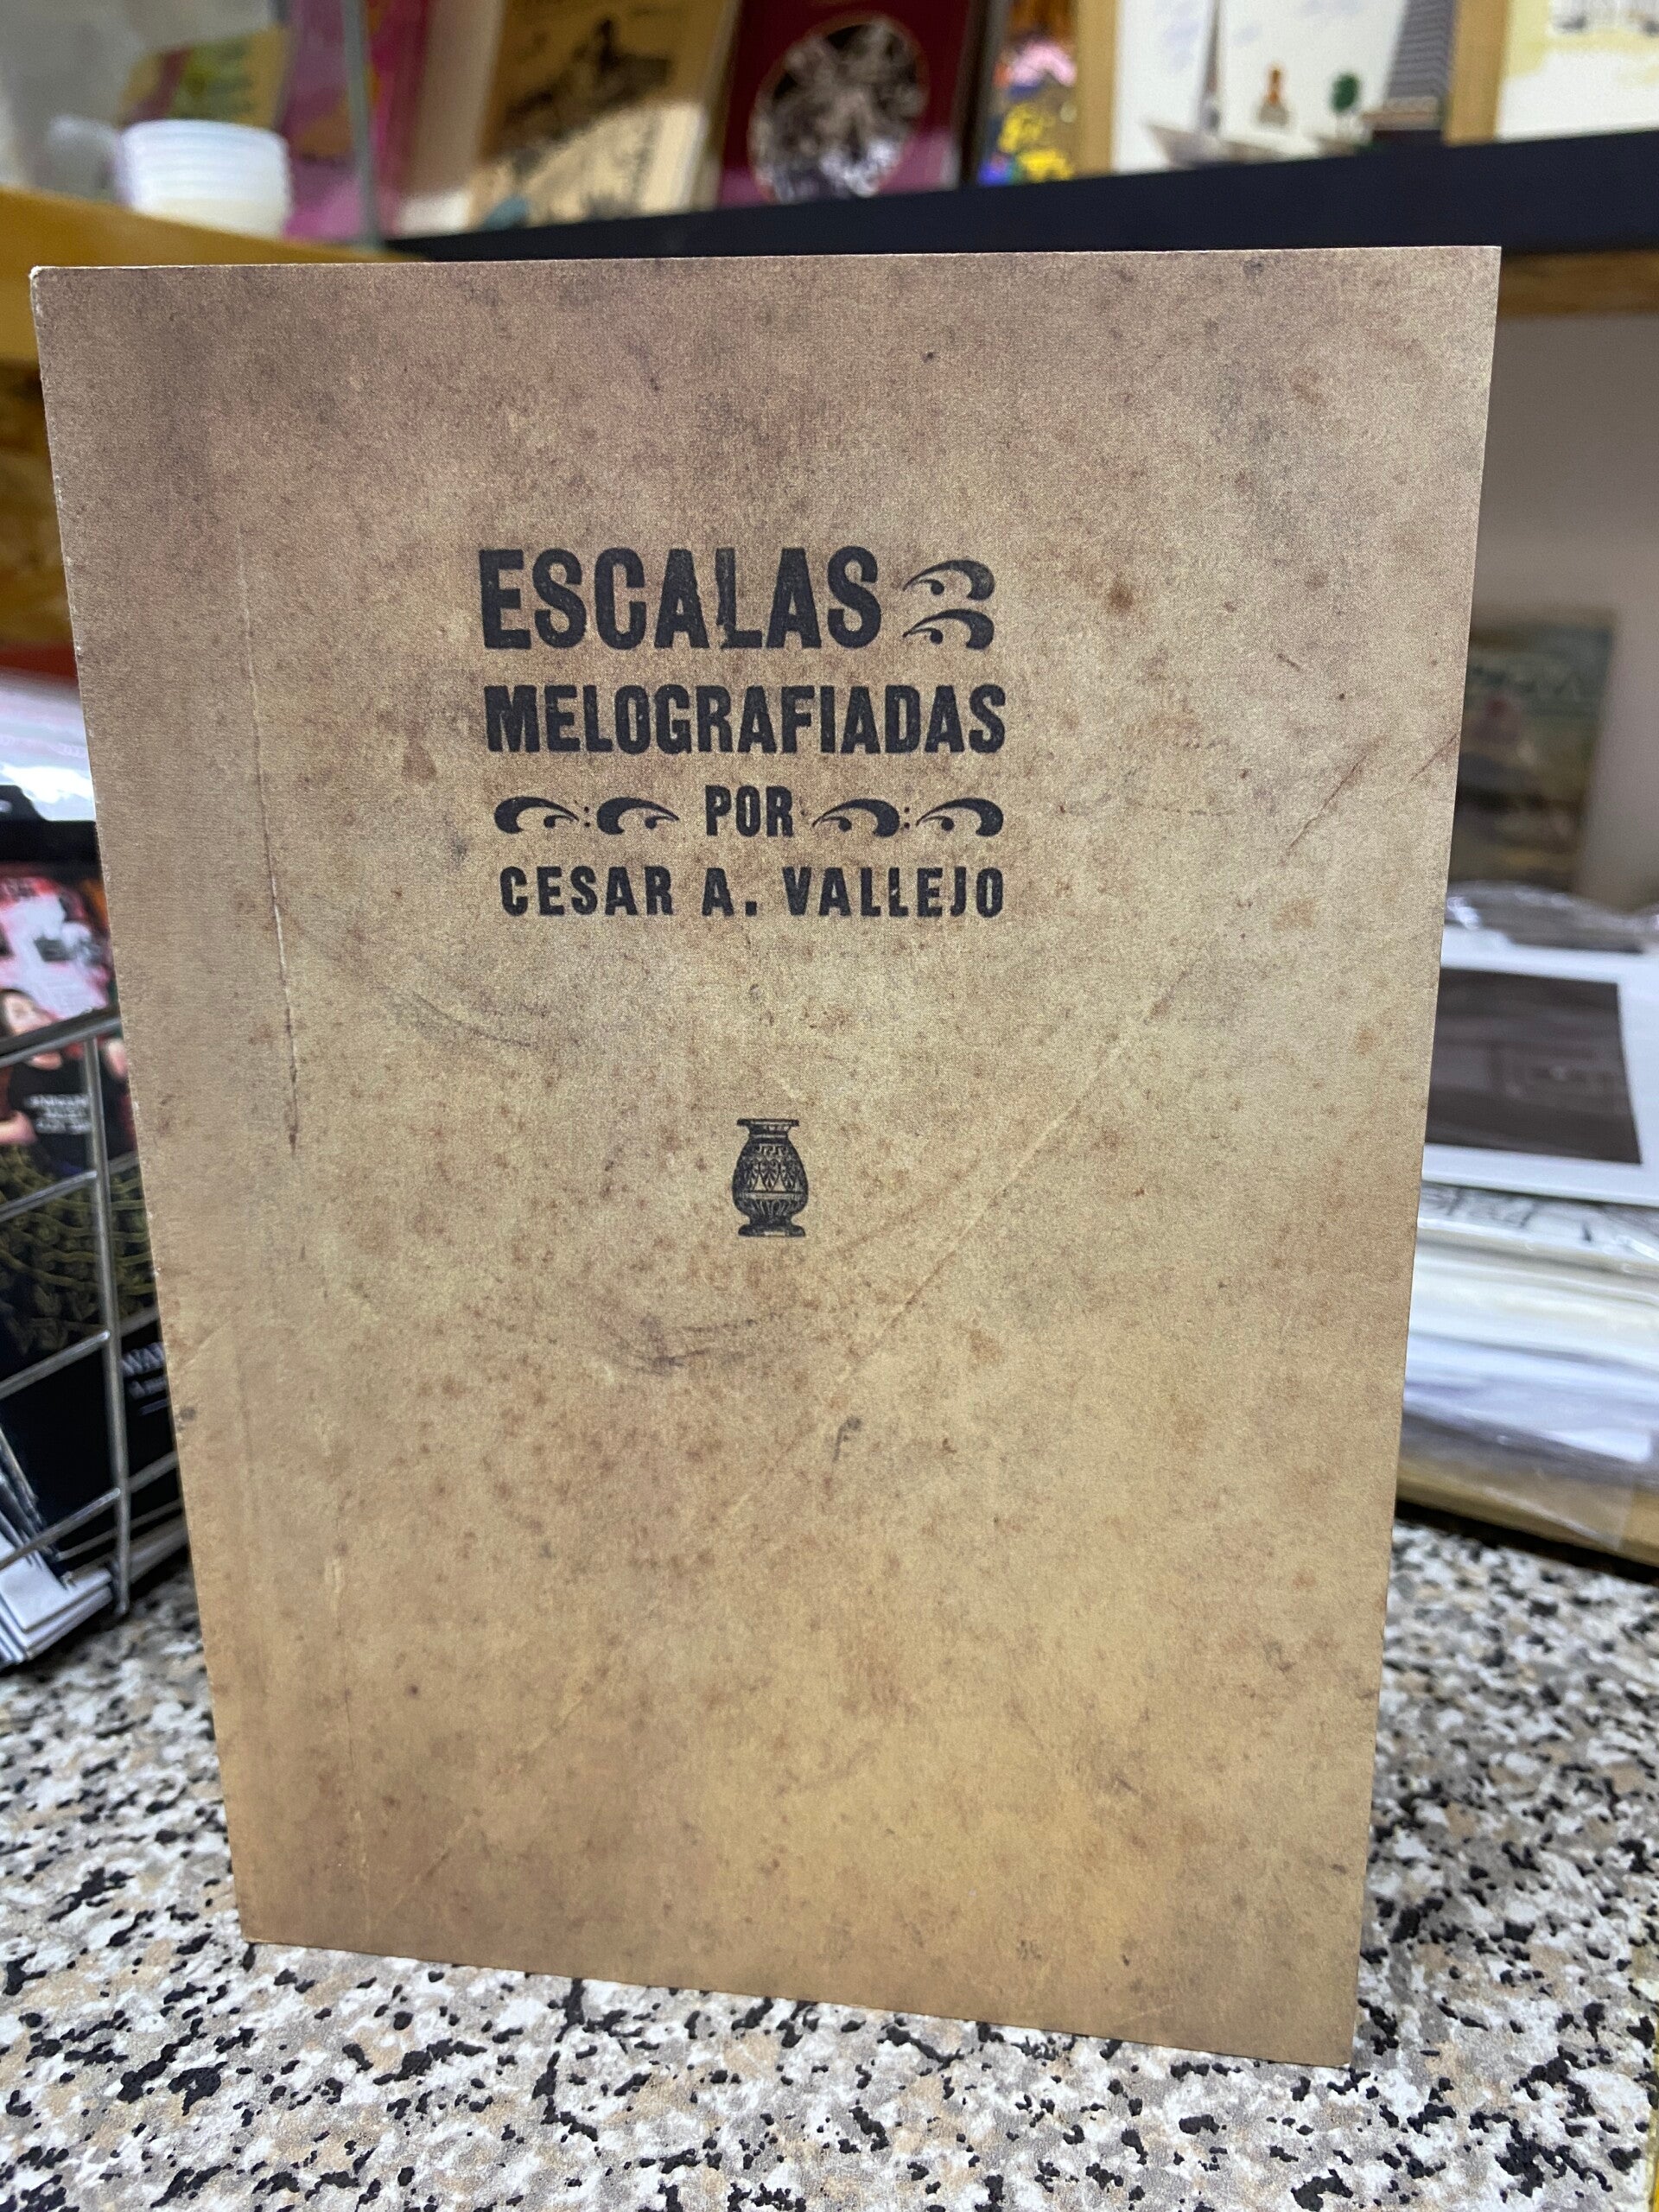 ESCALAS
MELOGRAFIADAS
POR
CESAR A. VALLEJO